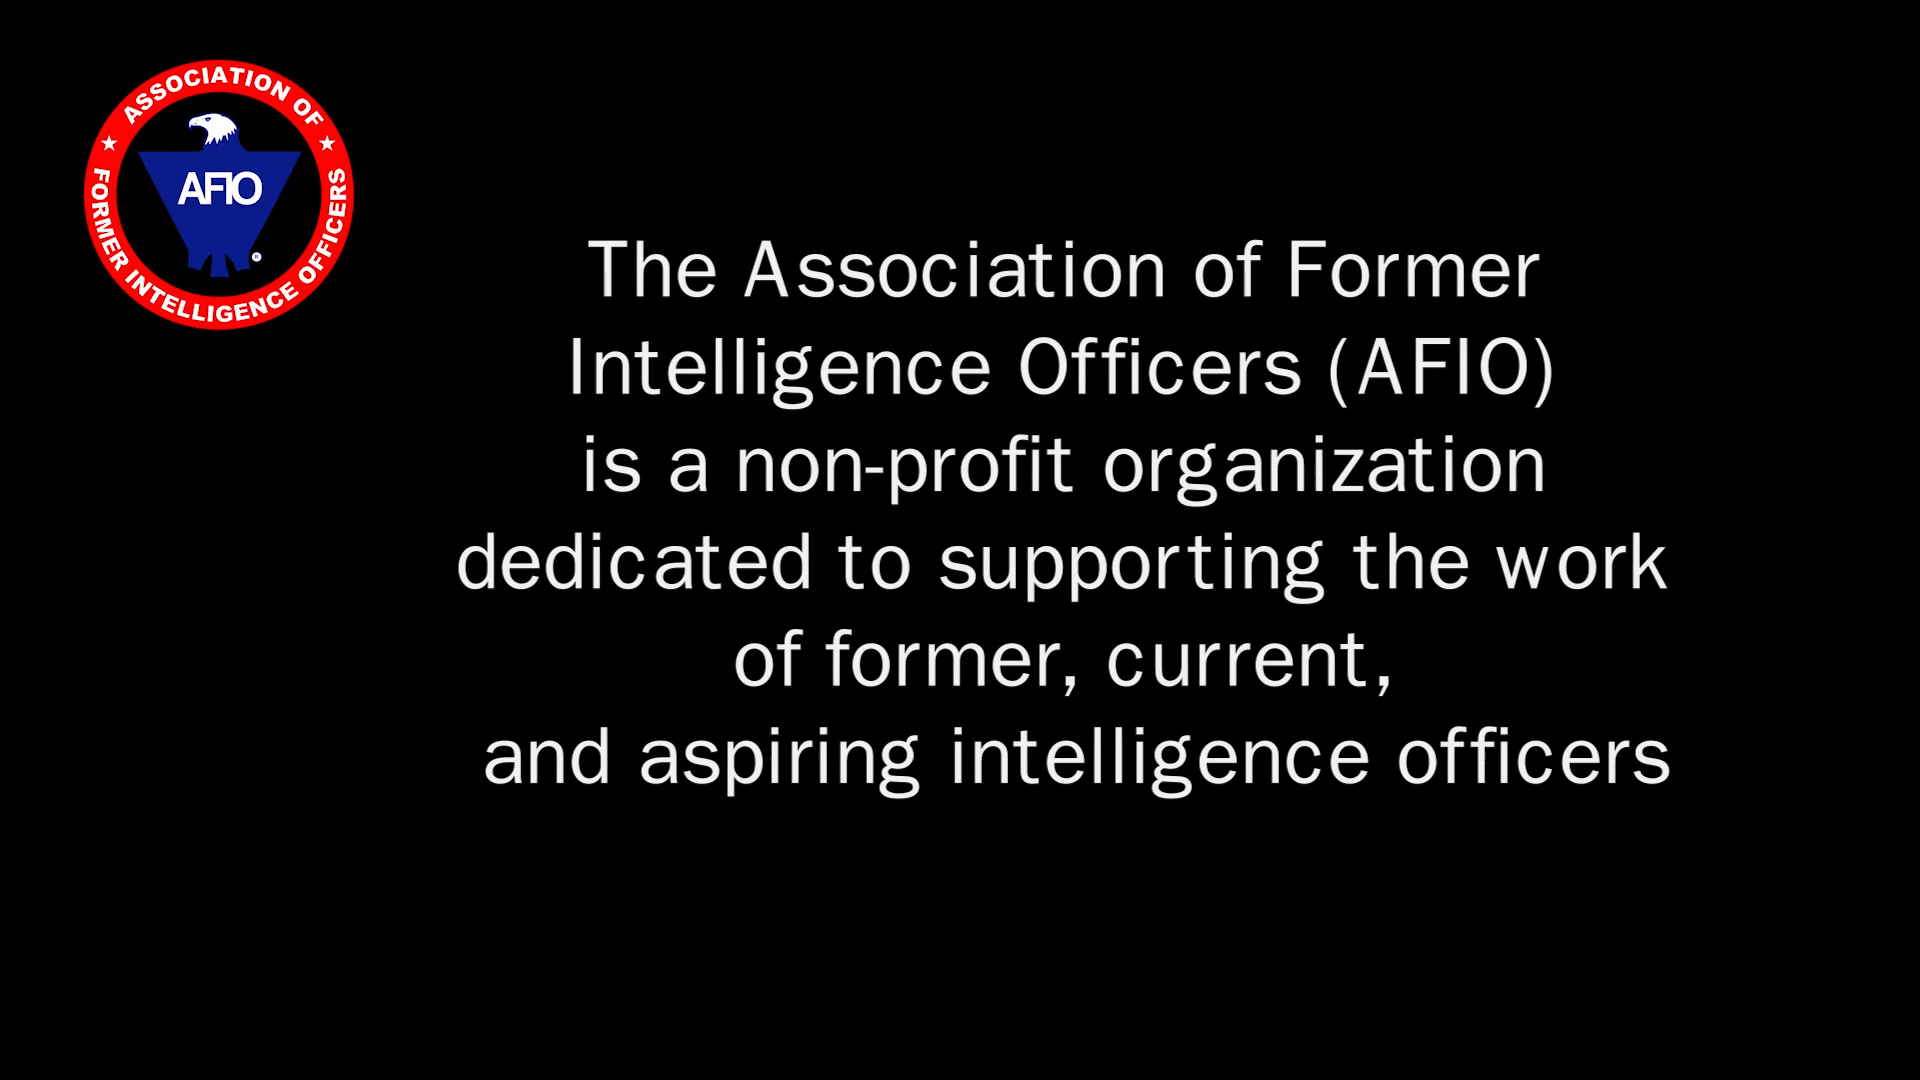 ASSOCIATION OF
FORMER INTELLIGENCE OFFICERS
AFIO
The Association of Former
Intelligence Officers (AFIO)
is a non-profit organization
dedicated to supporting the work
of former, current,
and aspiring intelligence officers